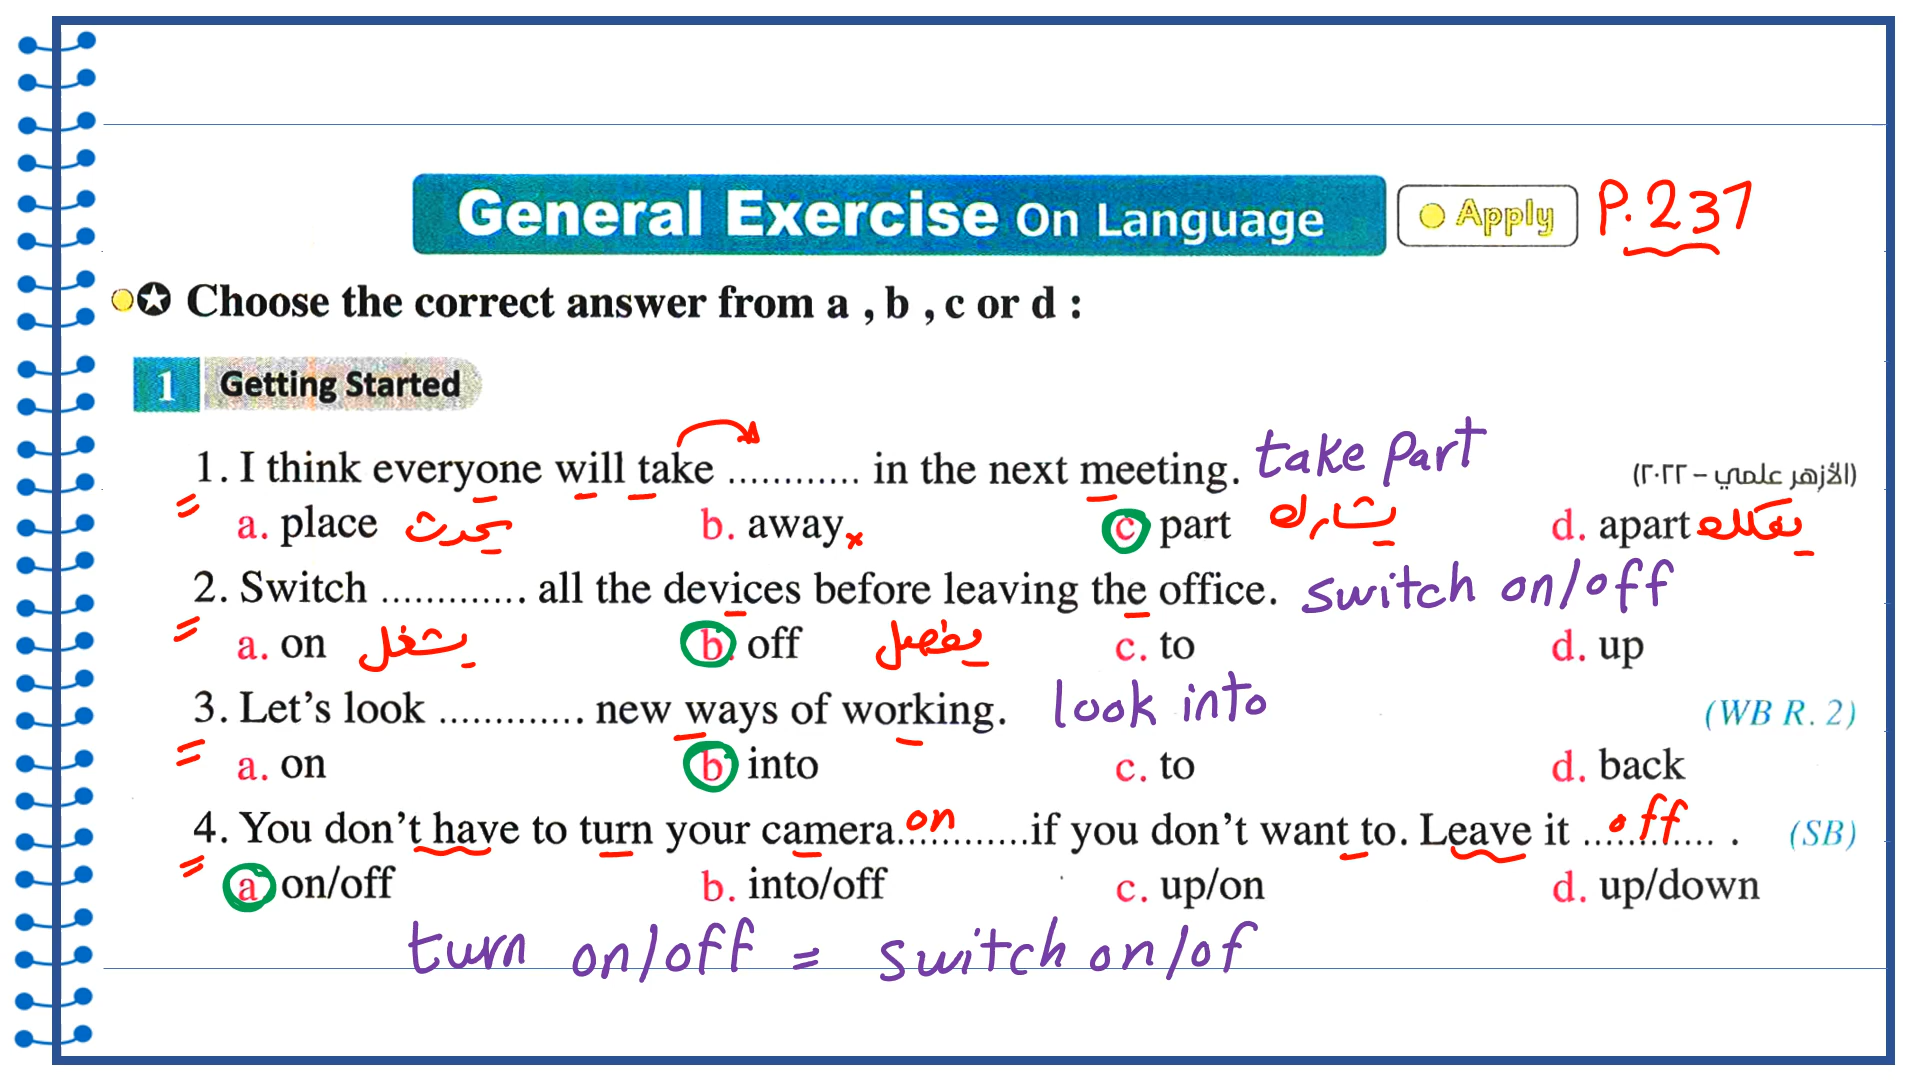 General Exercise On Language Apply P.237
Choose the correct answer from a , b , c or d :
1 Getting Started
1. I think everyone will take ............ in the next meeting. take part (الأزهر علمي – ٢٠٢٢)
a. place يحدث b. away x c. part يشارك d. apart يفكك
2. Switch ............. all the devices before leaving the office. switch on/off
a. on يشغل b. off يفصل c. to d. up
3. Let's look ............. new ways of working. look into (WB R. 2)
a. on b. into c. to d. back
4. You don't have to turn your camera on ............if you don't want to. Leave it off ............ . (SB)
a. on/off b. into/off c. up/on d. up/down
turn on/off = switch on/of